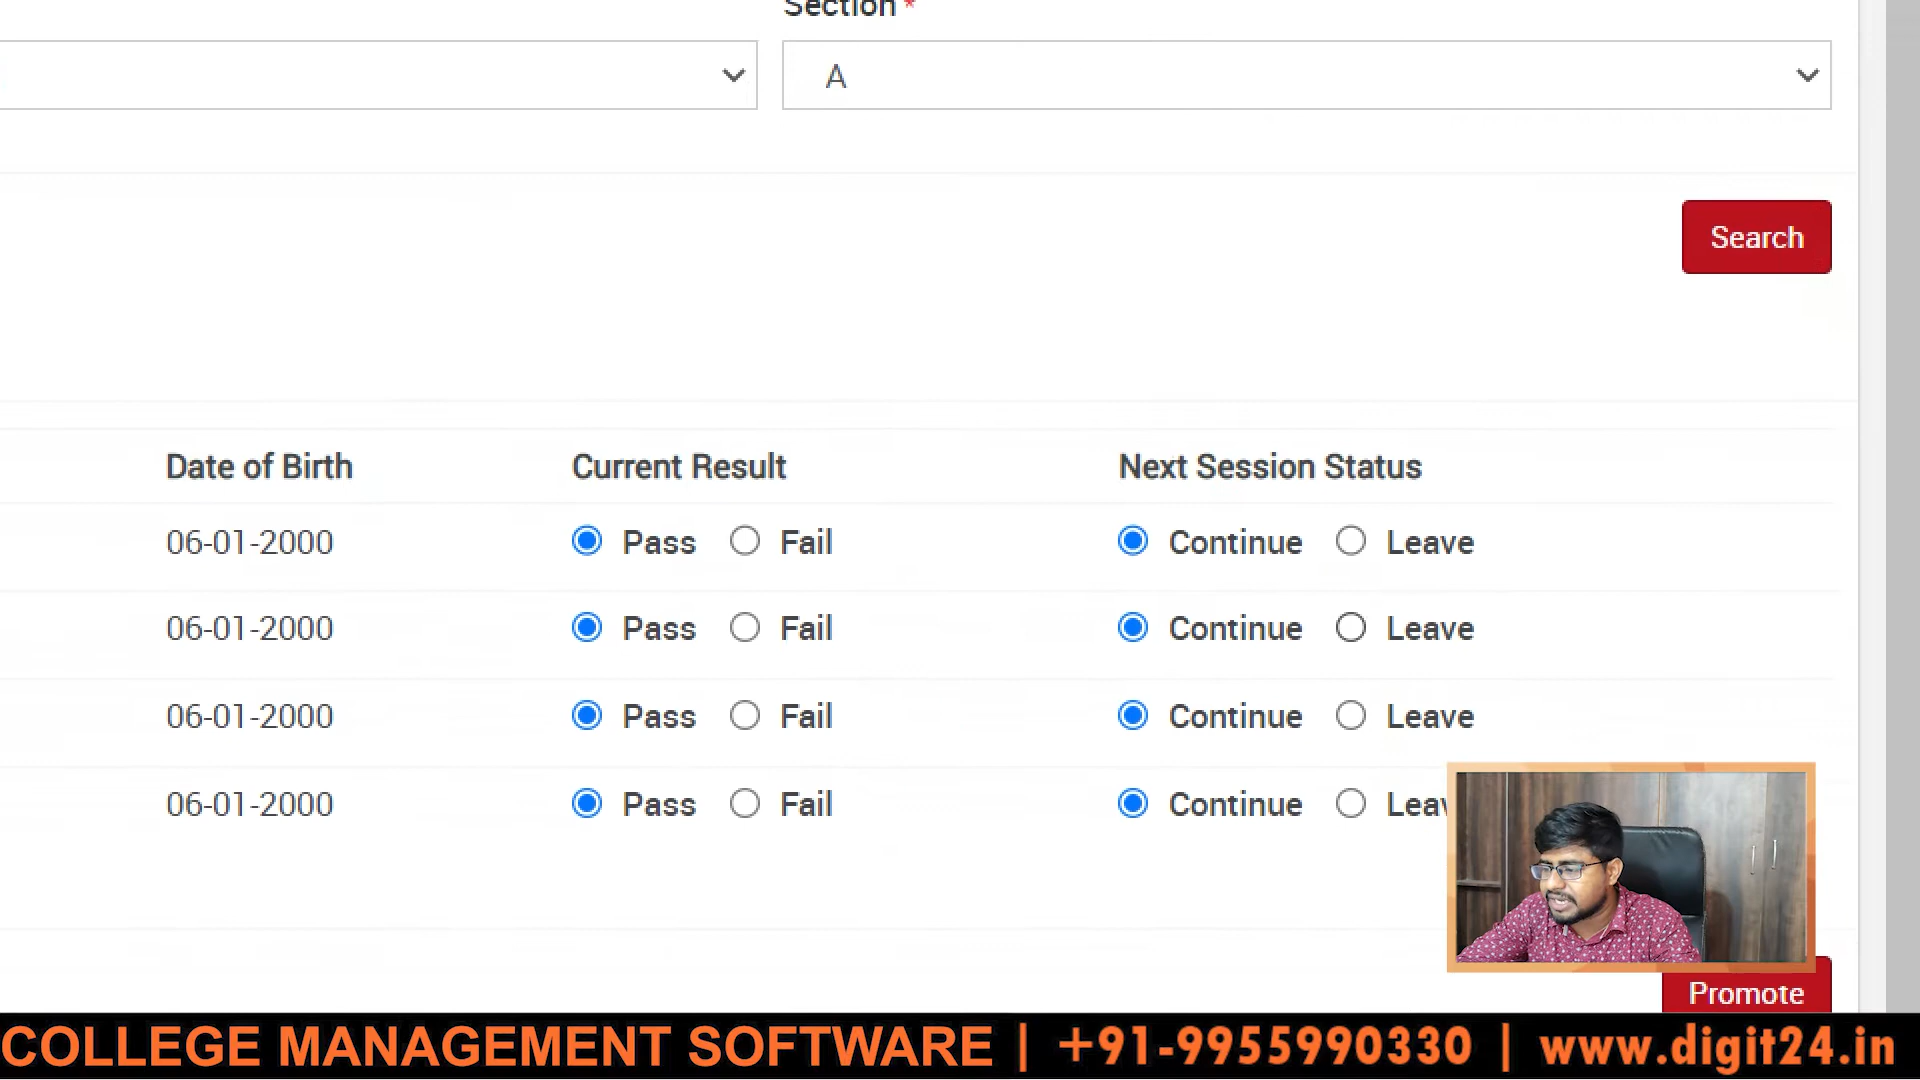 Section *
A
Search
Date of Birth Current Result Next Session Status
06-01-2000 Pass Fail Continue Leave
06-01-2000 Pass Fail Continue Leave
06-01-2000 Pass Fail Continue Leave
06-01-2000 Pass Fail Continue Leav
Promote
COLLEGE MANAGEMENT SOFTWARE | +91-9955990330 | www.digit24.in